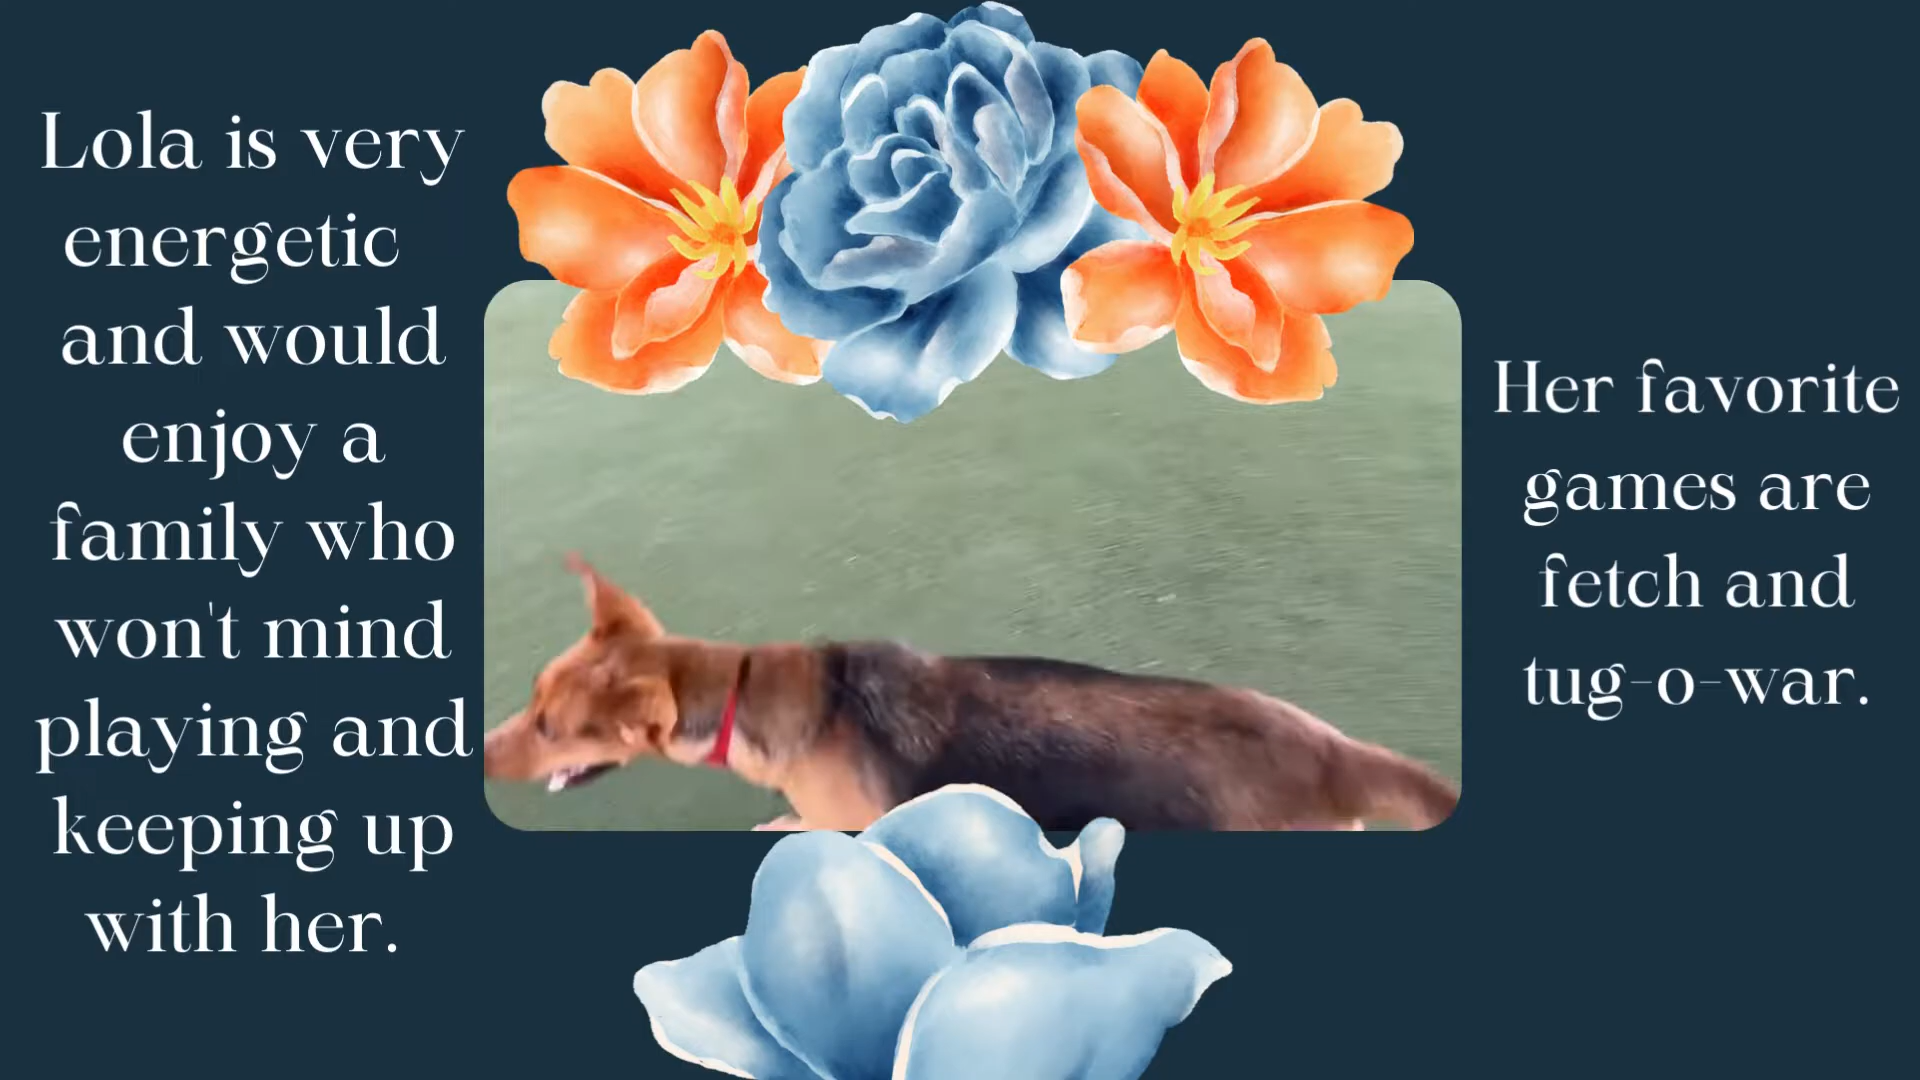 Lola is very
energetic
and would
enjoy a
family who
won't mind
playing and
keeping up
with her.
Her favorite
games are
fetch and
tug-o-war.